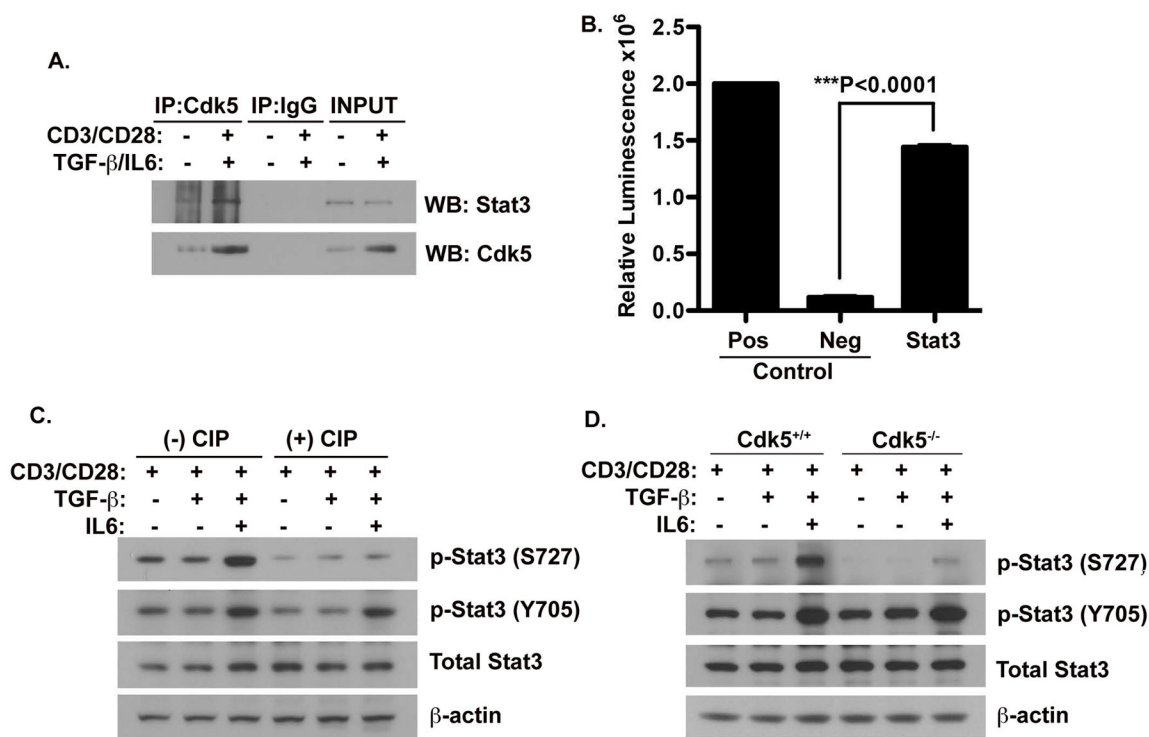 A.
IP:Cdk5 IP:IgG INPUT
CD3/CD28: - + - + - +
TGF-β/IL6: - + - + - +
WB: Stat3
WB: Cdk5
B.
Relative Luminescence x10⁶
2.5
2.0
1.5
1.0
0.5
0.0
***P<0.0001
Pos Neg Stat3
Control
C.
(-) CIP (+) CIP
CD3/CD28: + + + + + +
TGF-β: - + + - + +
IL6: - - + - - +
p-Stat3 (S727)
p-Stat3 (Y705)
Total Stat3
β-actin
D.
Cdk5+/+ Cdk5-/-
CD3/CD28: + + + - - +
TGF-β: - + + - + +
IL6: - - + - - +
p-Stat3 (S727)
p-Stat3 (Y705)
Total Stat3
β-actin